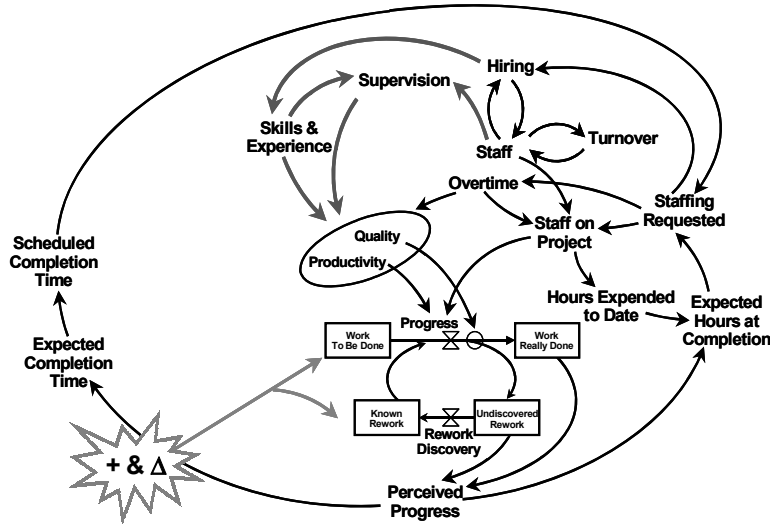 Hiring
Supervision
Skills &
Experience
Staff
Turnover
Overtime
Staffing
Requested
Staff on
Project
Quality
Productivity
Scheduled
Completion
Time
Hours Expended
to Date
Expected
Hours at
Completion
Expected
Completion
Time
Progress
Work
To Be Done
Work
Really Done
Known
Rework
Undiscovered
Rework
Rework
Discovery
+ & Δ
Perceived
Progress